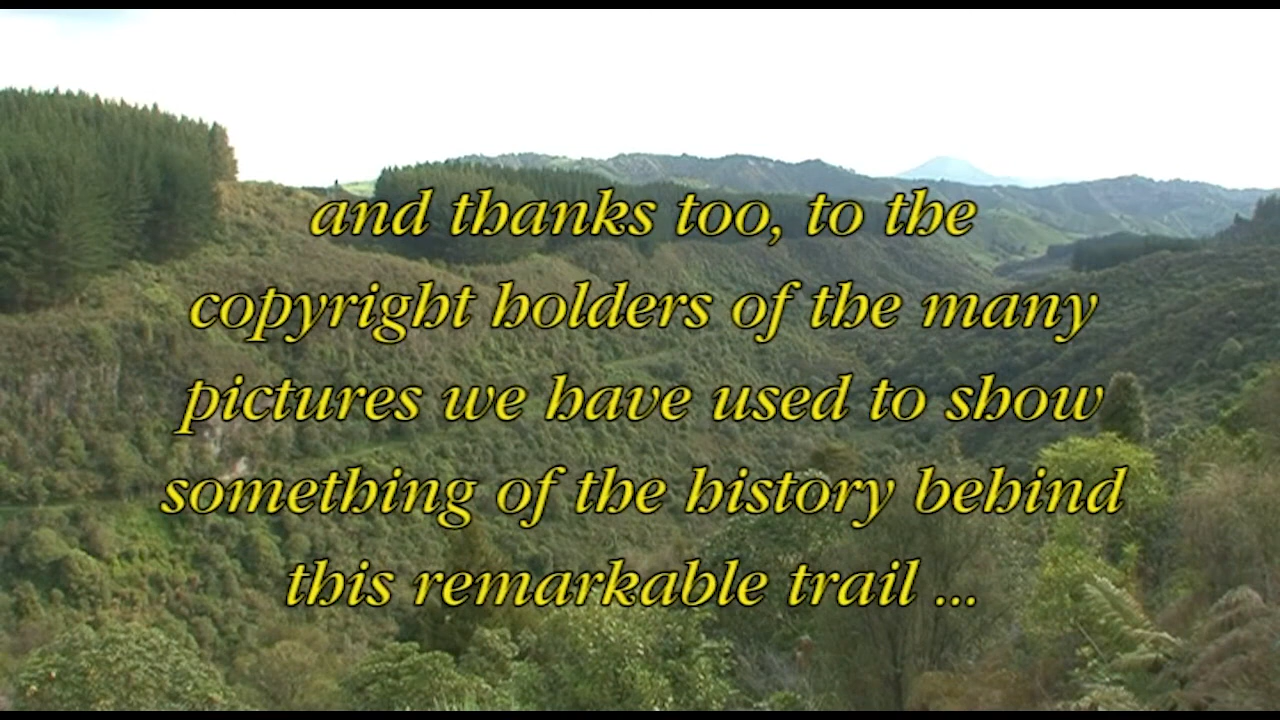 and thanks too, to the
copyright holders of the many
pictures we have used to show
something of the history behind
this remarkable trail ...